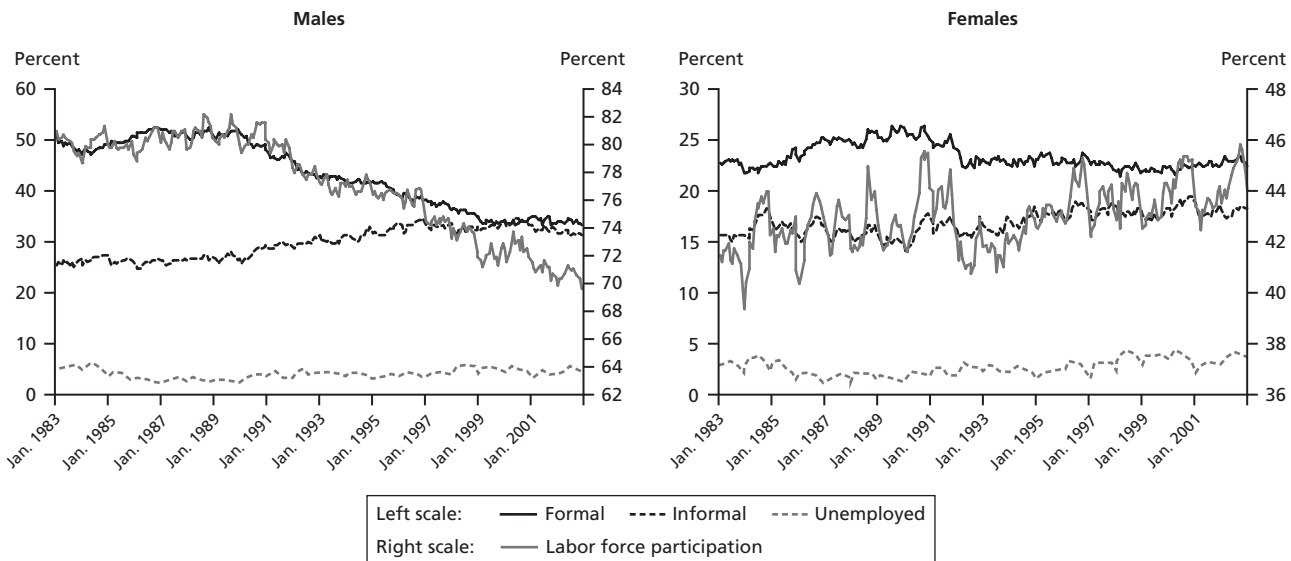 Males
Percent
Percent
60
50
40
30
20
10
0
84
82
80
78
76
74
72
70
68
66
64
62
Jan. 1983
Jan. 1985
Jan. 1987
Jan. 1989
Jan. 1991
Jan. 1993
Jan. 1995
Jan. 1997
Jan. 1999
Jan. 2001
Females
Percent
Percent
30
25
20
15
10
5
0
48
46
44
42
40
38
36
Jan. 1983
Jan. 1985
Jan. 1987
Jan. 1989
Jan. 1991
Jan. 1993
Jan. 1995
Jan. 1997
Jan. 1999
Jan. 2001
Left scale: Formal Informal Unemployed
Right scale: Labor force participation